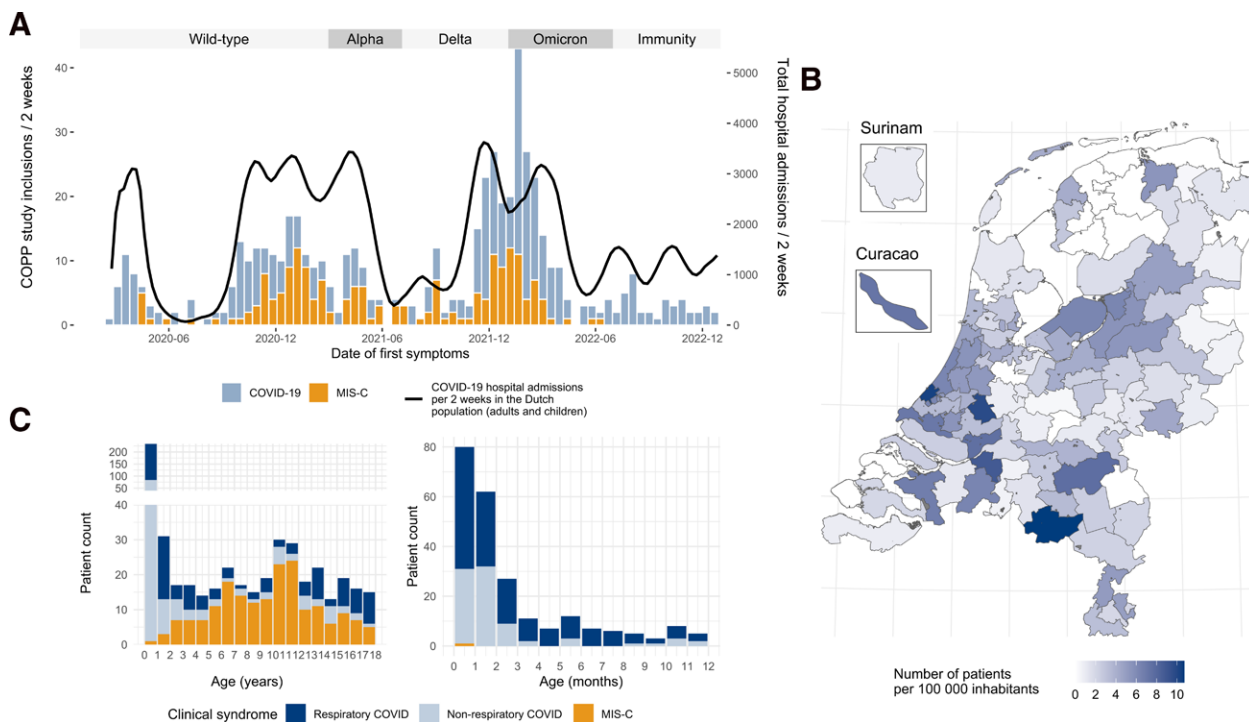 A
Wild-type Alpha Delta Omicron Immunity
COPP study inclusions / 2 weeks
40
30
20
10
0
5000
4000
3000
2000
1000
0
Total hospital admissions / 2 weeks
2020-06 2020-12 2021-06 2021-12 2022-06 2022-12
Date of first symptoms
COVID-19 MIS-C
COVID-19 hospital admissions
per 2 weeks in the Dutch
population (adults and children)
B
Surinam
Curacao
Number of patients
per 100 000 inhabitants
0 2 4 6 8 10
C
Patient count
200
150
100
50
40
30
20
10
0
0 1 2 3 4 5 6 7 8 9 10 11 12 13 14 15 16 17 18
Age (years)
Patient count
80
60
40
20
0
0 1 2 3 4 5 6 7 8 9 10 11 12
Age (months)
Clinical syndrome Respiratory COVID Non-respiratory COVID MIS-C